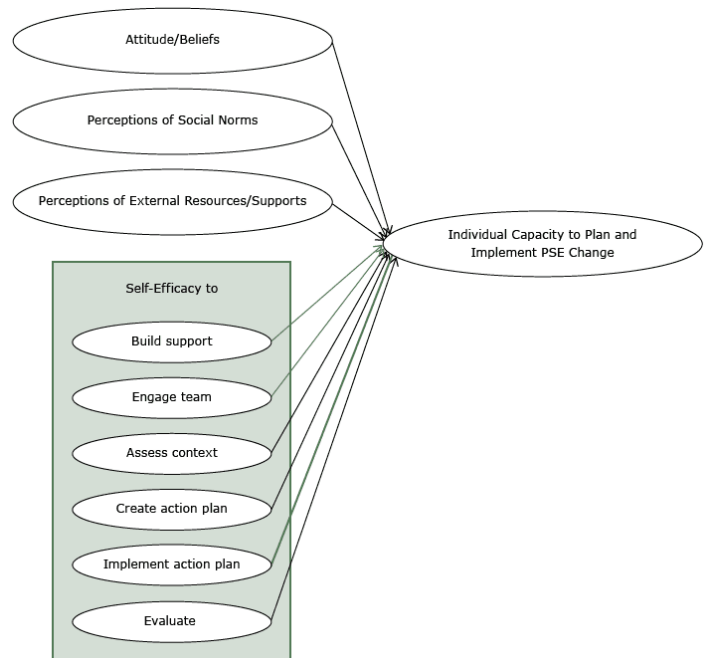 Attitude/Beliefs
Perceptions of Social Norms
Perceptions of External Resources/Supports
Individual Capacity to Plan and
Implement PSE Change
Self-Efficacy to
Build support
Engage team
Assess context
Create action plan
Implement action plan
Evaluate